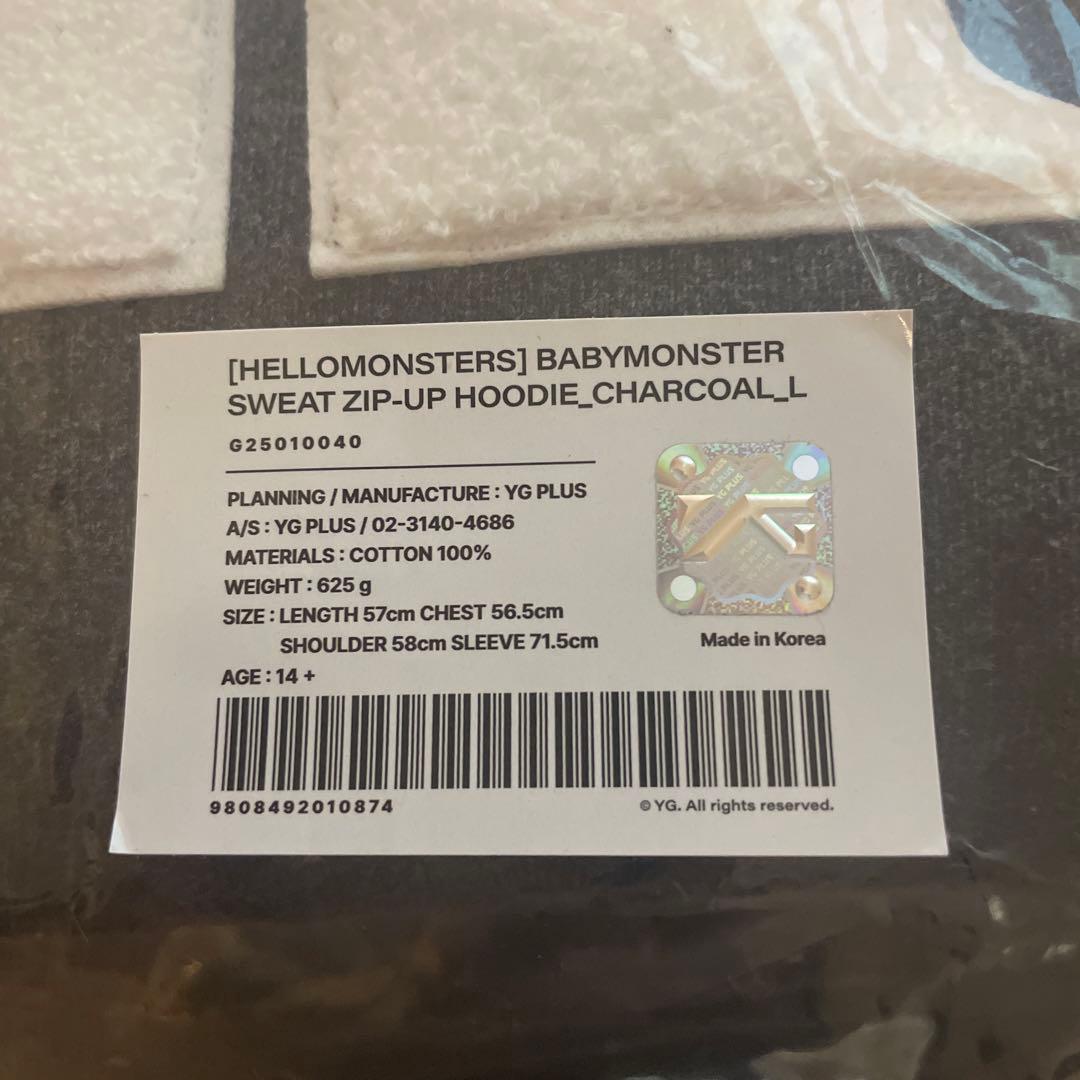 [HELLOMONSTERS] BABYMONSTER
SWEAT ZIP-UP HOODIE_CHARCOAL_L
G25010040
PLANNING / MANUFACTURE : YG PLUS
A/S : YG PLUS / 02-3140-4686
MATERIALS : COTTON 100%
WEIGHT : 625 g
SIZE : LENGTH 57cm CHEST 56.5cm
SHOULDER 58cm SLEEVE 71.5cm
AGE : 14 +
YG PLUS
Made in Korea
9808492010874
© YG. All rights reserved.